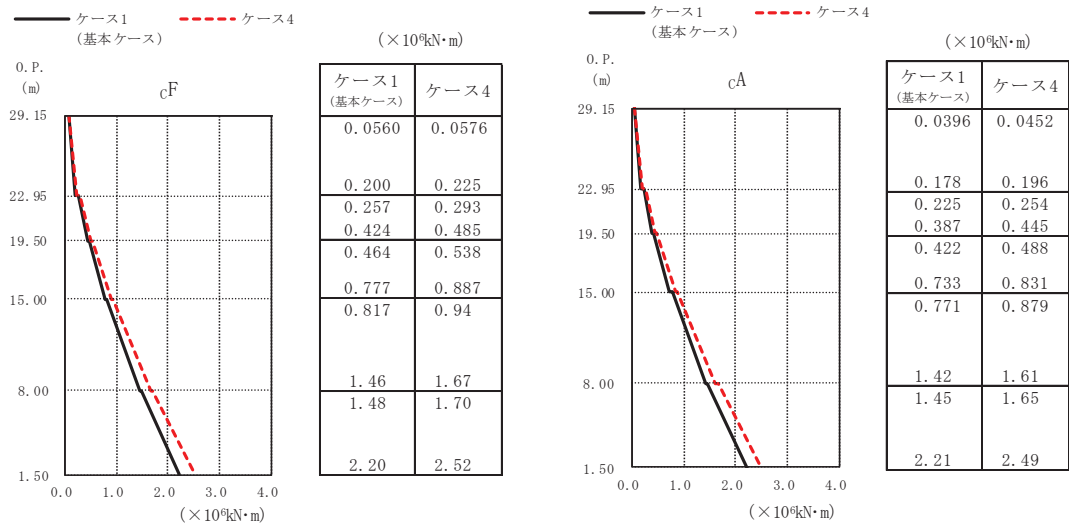 ケース1 ケース4
(基本ケース)
(×10⁶kN・m)
O.P.
(m)
cF
ケース1 ケース4
(基本ケース)
29.15
22.95
19.50
15.00
8.00
1.50
0.0 1.0 2.0 3.0 4.0
(×10⁶kN・m)
0.0560 0.0576
0.200 0.225
0.257 0.293
0.424 0.485
0.464 0.538
0.777 0.887
0.817 0.94
1.46 1.67
1.48 1.70
2.20 2.52
ケース1 ケース4
(基本ケース)
(×10⁶kN・m)
O.P.
(m)
cA
ケース1 ケース4
(基本ケース)
29.15
22.95
19.50
15.00
8.00
1.50
0.0 1.0 2.0 3.0 4.0
(×10⁶kN・m)
0.0396 0.0452
0.178 0.196
0.225 0.254
0.387 0.445
0.422 0.488
0.733 0.831
0.771 0.879
1.42 1.61
1.45 1.65
2.21 2.49